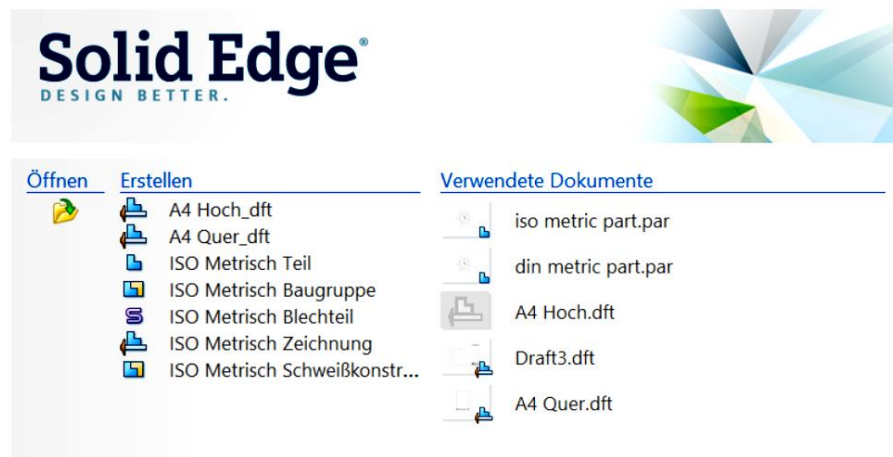 Solid Edge®
DESIGN BETTER.
Öffnen
Erstellen
A4 Hoch_dft
A4 Quer_dft
ISO Metrisch Teil
ISO Metrisch Baugruppe
ISO Metrisch Blechteil
ISO Metrisch Zeichnung
ISO Metrisch Schweißkonstr...
Verwendete Dokumente
iso metric part.par
din metric part.par
A4 Hoch.dft
Draft3.dft
A4 Quer.dft